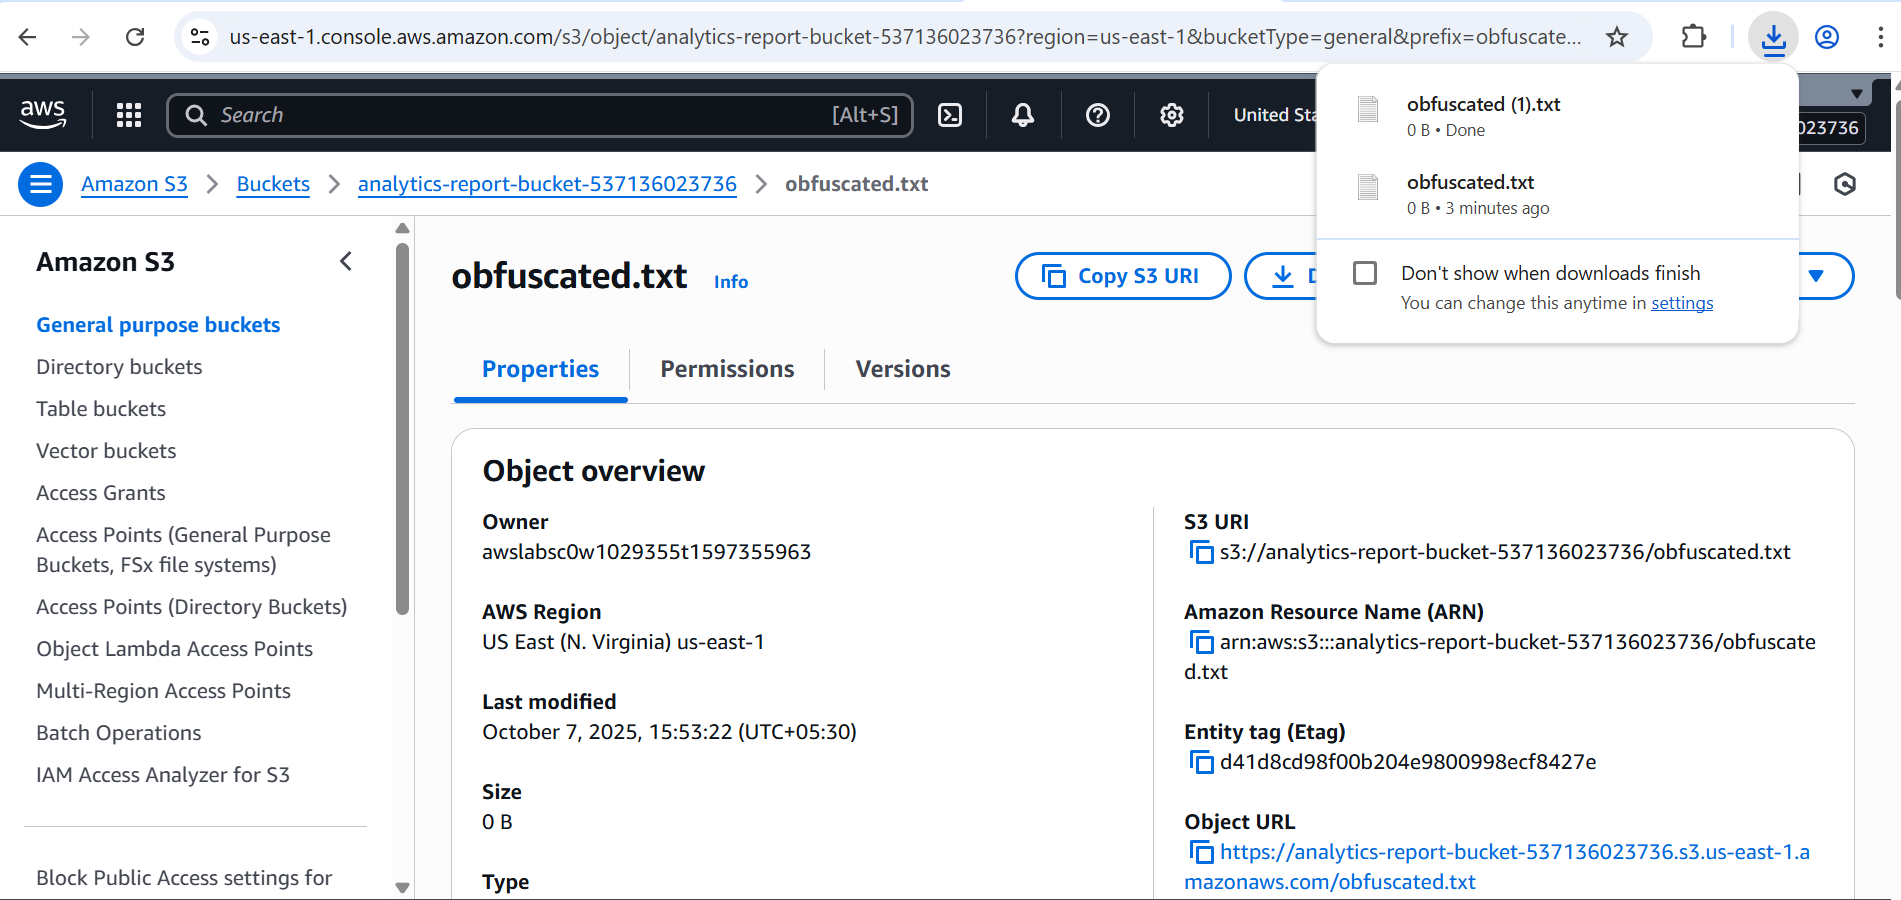 us-east-1.console.aws.amazon.com/s3/object/analytics-report-bucket-537136023736?region=us-east-1&bucketType=general&prefix=obfuscate...
aws
Search
[Alt+S]
United Sta
023736
obfuscated (1).txt
0 B • Done
obfuscated.txt
0 B • 3 minutes ago
Don't show when downloads finish
You can change this anytime in settings
Amazon S3
Buckets
analytics-report-bucket-537136023736
obfuscated.txt
Amazon S3
General purpose buckets
Directory buckets
Table buckets
Vector buckets
Access Grants
Access Points (General Purpose
Buckets, FSx file systems)
Access Points (Directory Buckets)
Object Lambda Access Points
Multi-Region Access Points
Batch Operations
IAM Access Analyzer for S3
Block Public Access settings for
obfuscated.txt
Info
Copy S3 URI
Properties
Permissions
Versions
Object overview
Owner
awslabsc0w1029355t1597355963
AWS Region
US East (N. Virginia) us-east-1
Last modified
October 7, 2025, 15:53:22 (UTC+05:30)
Size
0 B
Type
S3 URI
s3://analytics-report-bucket-537136023736/obfuscated.txt
Amazon Resource Name (ARN)
arn:aws:s3:::analytics-report-bucket-537136023736/obfuscate
d.txt
Entity tag (Etag)
d41d8cd98f00b204e9800998ecf8427e
Object URL
https://analytics-report-bucket-537136023736.s3.us-east-1.a
mazonaws.com/obfuscated.txt